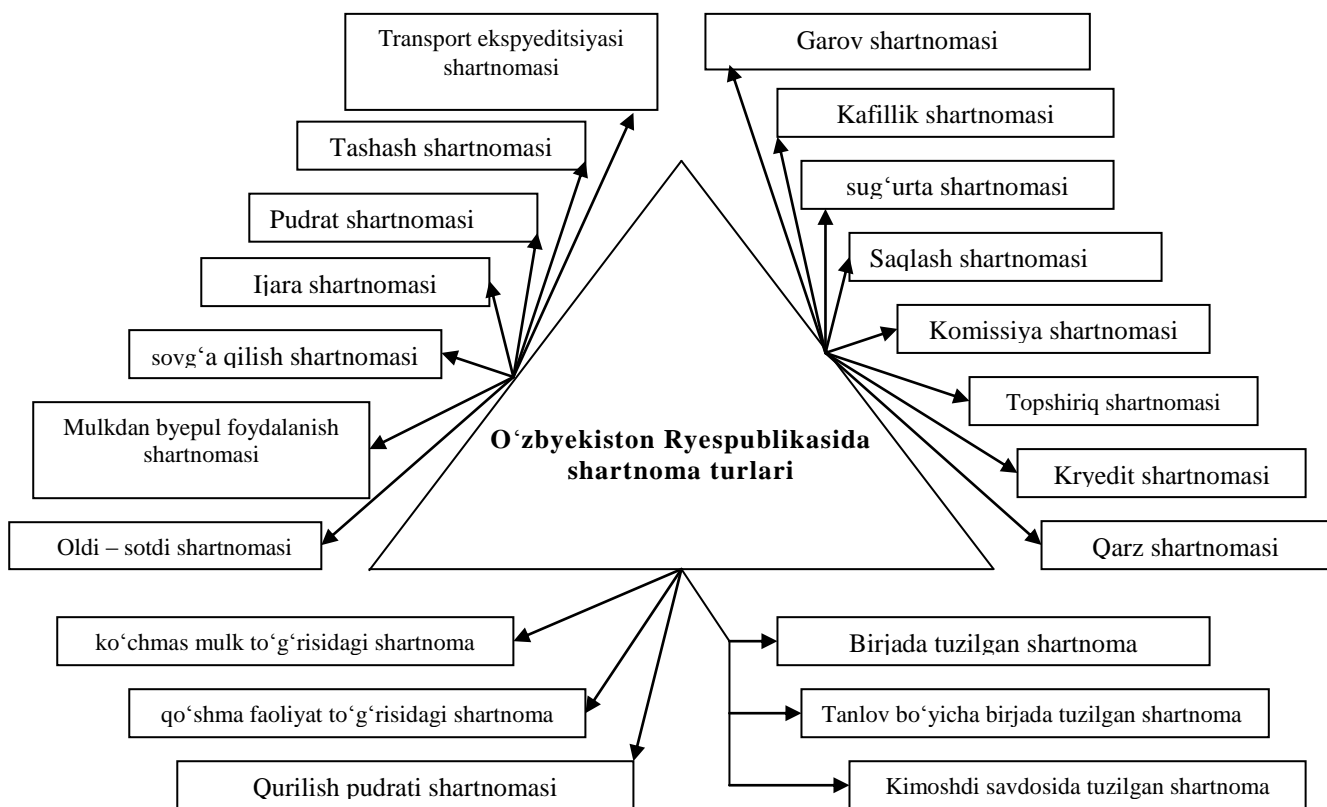 Transport ekspyeditsiyasi
shartnomasi
Garov shartnomasi
Tashash shartnomasi
Kafillik shartnomasi
Pudrat shartnomasi
sug‘urta shartnomasi
Ijara shartnomasi
Saqlash shartnomasi
sovg‘a qilish shartnomasi
Komissiya shartnomasi
Mulkdan byepul foydalanish
shartnomasi
Topshiriq shartnomasi
O‘zbyekiston Ryespublikasida
shartnoma turlari
Kryedit shartnomasi
Oldi – sotdi shartnomasi
Qarz shartnomasi
ko‘chmas mulk to‘g‘risidagi shartnoma
Birjada tuzilgan shartnoma
qo‘shma faoliyat to‘g‘risidagi shartnoma
Tanlov bo‘yicha birjada tuzilgan shartnoma
Qurilish pudrati shartnomasi
Kimoshdi savdosida tuzilgan shartnoma